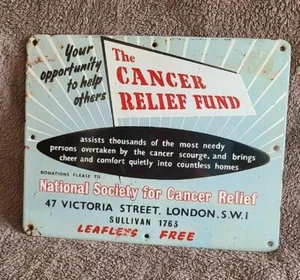 Your
opportunity
to help
others
The
CANCER
RELIEF FUND
assists thousands of the most needy
persons overtaken by the cancer scourge, and brings
cheer and comfort quietly into countless homes
DONATIONS PLEASE TO
National Society for Cancer Relief
47 VICTORIA STREET, LONDON. S.W.1
SULLIVAN 1763
LEAFLETS FREE